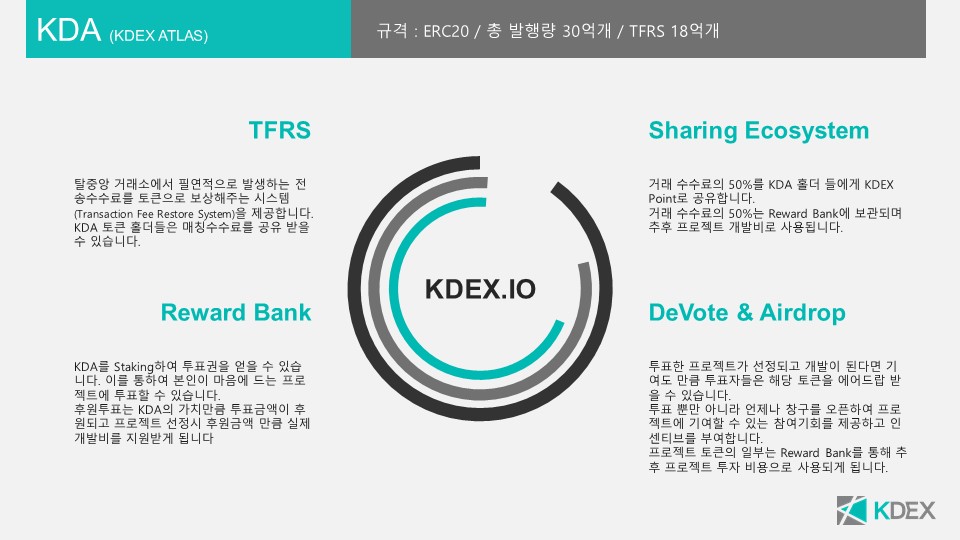 KDA (KDEX ATLAS)
규격 : ERC20 / 총 발행량 30억개 / TFRS 18억개
TFRS
탈중앙 거래소에서 필연적으로 발생하는 전
송수수료를 토큰으로 보상해주는 시스템
(Transaction Fee Restore System)을 제공합니다.
KDA 토큰 홀더들은 매칭수수료를 공유 받을
수 있습니다.
Sharing Ecosystem
거래 수수료의 50%를 KDA 홀더 들에게 KDEX
Point로 공유합니다.
거래 수수료의 50%는 Reward Bank에 보관되며
추후 프로젝트 개발비로 사용됩니다.
KDEX.IO
Reward Bank
KDA를 Staking하여 투표권을 얻을 수 있습
니다. 이를 통하여 본인이 마음에 드는 프로
젝트에 투표할 수 있습니다.
후원투표는 KDA의 가치만큼 투표금액이 후
원되고 프로젝트 선정시 후원금액 만큼 실제
개발비를 지원받게 됩니다
DeVote & Airdrop
투표한 프로젝트가 선정되고 개발이 된다면 기
여도 만큼 투표자들은 해당 토큰을 에어드랍 받
을 수 있습니다.
투표 뿐만 아니라 언제나 창구를 오픈하여 프로
젝트에 기여할 수 있는 참여기회를 제공하고 인
센티브를 부여합니다.
프로젝트 토큰의 일부는 Reward Bank를 통해 추
후 프로젝트 투자 비용으로 사용되게 됩니다.
KDEX